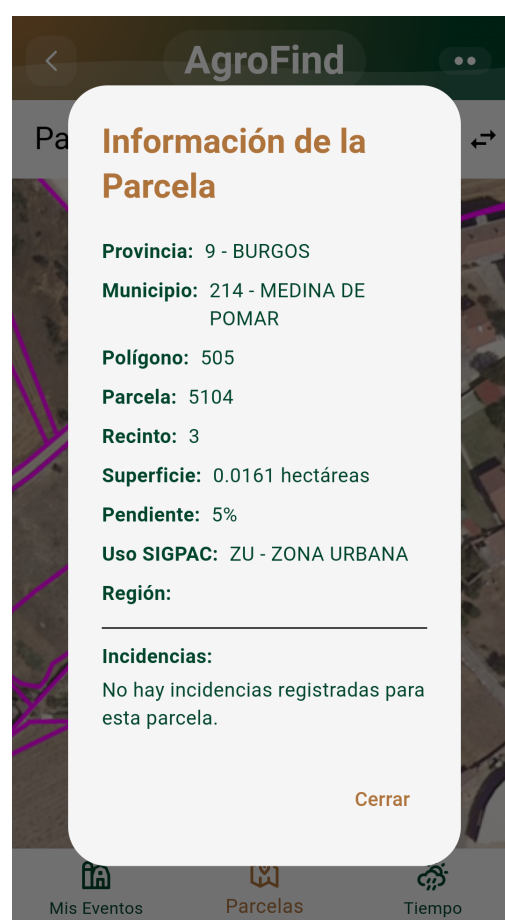 AgroFind
Pa
Información de la
Parcela
Provincia: 9 - BURGOS
Municipio: 214 - MEDINA DE
POMAR
Polígono: 505
Parcela: 5104
Recinto: 3
Superficie: 0.0161 hectáreas
Pendiente: 5%
Uso SIGPAC: ZU - ZONA URBANA
Región:
Incidencias:
No hay incidencias registradas para
esta parcela.
Cerrar
Mis Eventos Parcelas Tiempo